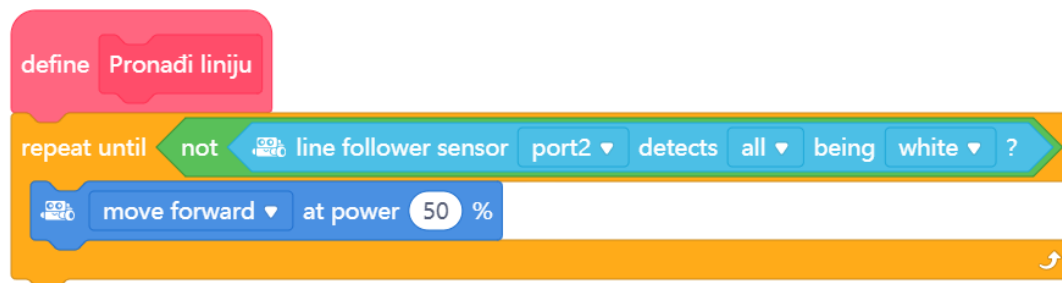 define Pronađi liniju
repeat until not line follower sensor port2 detects all being white ?
move forward at power 50 %